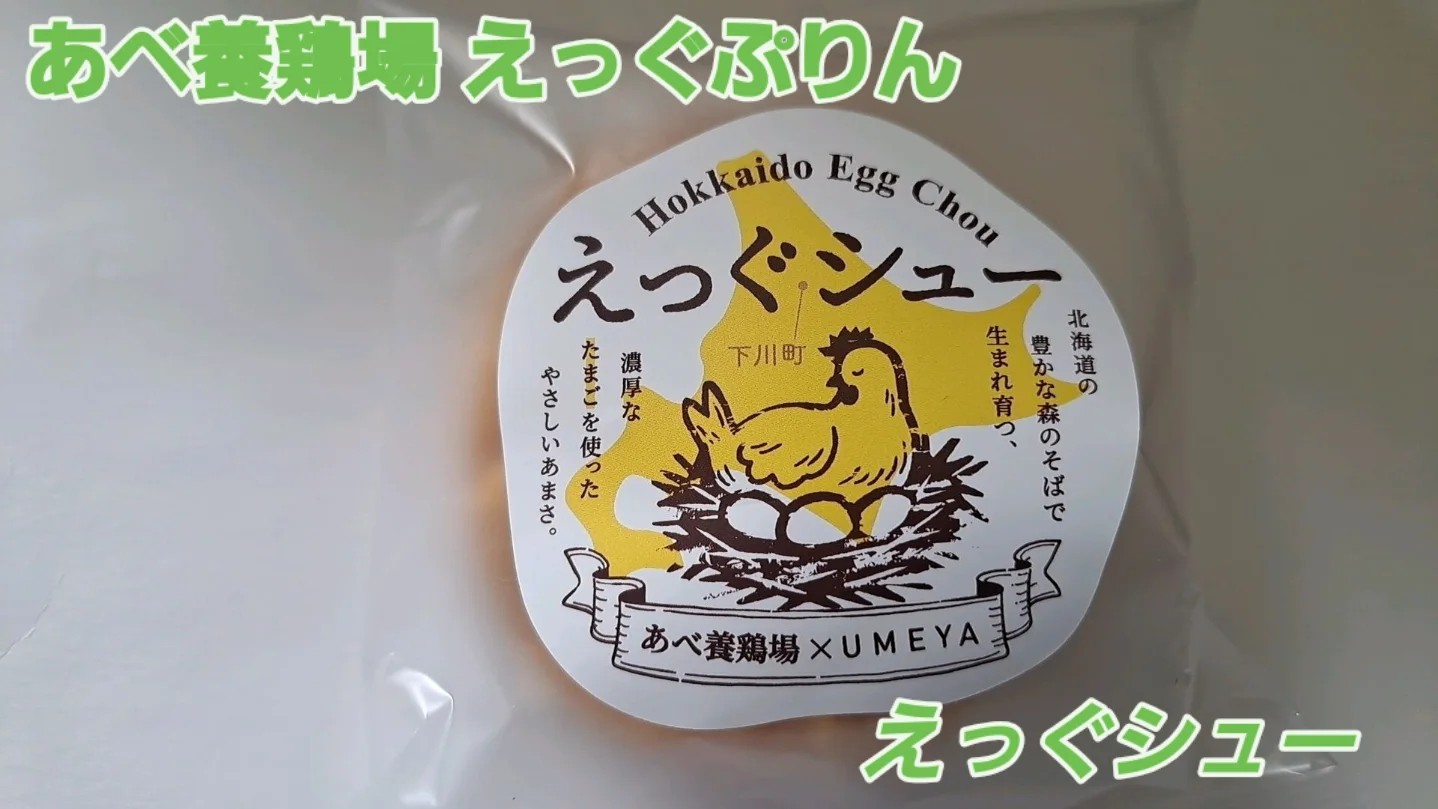 あべ養鶏場 えっぐぷりん
Hokkaido Egg Chou
えっぐシュー
下川町
北海道の
豊かな森のそばで
生まれ育つ、
濃厚な
たまごを使った
やさしいあまさ。
あべ養鶏場×UMEYA
えっぐシュー